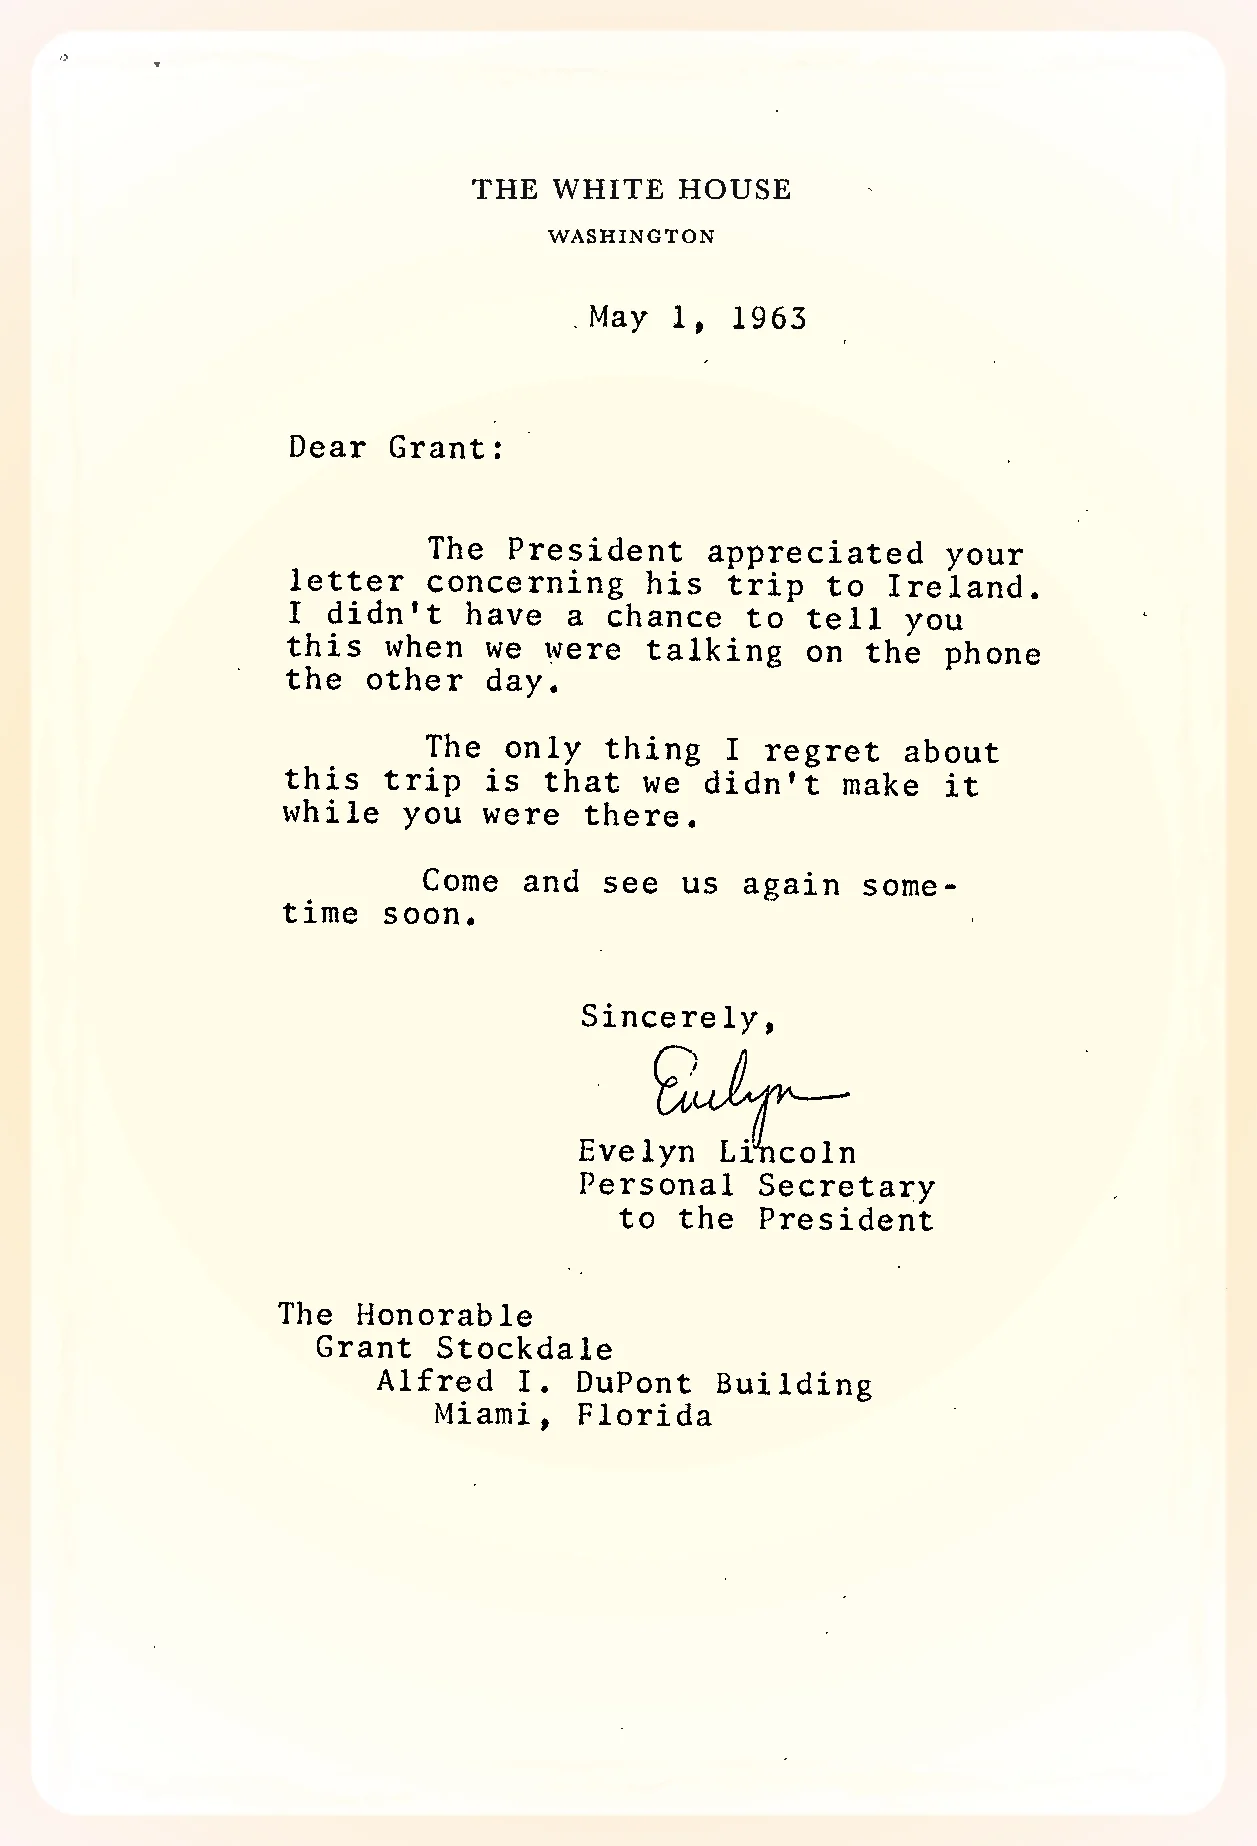 THE WHITE HOUSE
WASHINGTON
May 1, 1963
Dear Grant:
The President appreciated your
letter concerning his trip to Ireland.
I didn't have a chance to tell you
this when we were talking on the phone
the other day.
The only thing I regret about
this trip is that we didn't make it
while you were there.
Come and see us again some-
time soon.
Sincerely,
Evelyn
Evelyn Lincoln
Personal Secretary
to the President
The Honorable
Grant Stockdale
Alfred I. DuPont Building
Miami, Florida